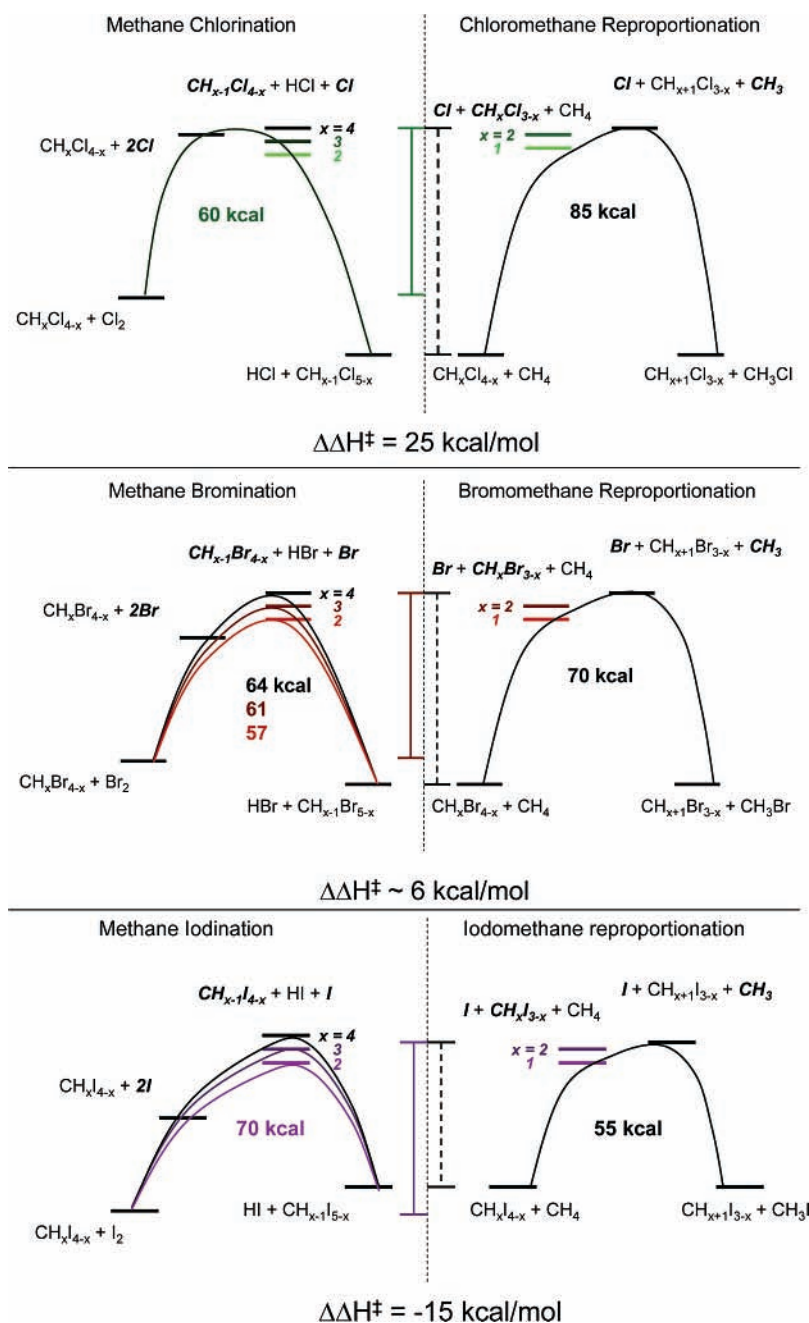 Methane Chlorination
Chloromethane Reproportionation
CHₓ₋₁Cl₄₋ₓ + HCl + Cl
Cl + CHₓ₊₁Cl₃₋ₓ + CH₃
Cl + CHₓCl₃₋ₓ + CH₄
CHₓCl₄₋ₓ + 2Cl
x = 4
3
2
x = 2
1
60 kcal
85 kcal
CHₓCl₄₋ₓ + Cl₂
HCl + CHₓ₋₁Cl₅₋ₓ
CHₓCl₄₋ₓ + CH₄
CHₓ₊₁Cl₃₋ₓ + CH₃Cl
ΔΔH‡ = 25 kcal/mol
Methane Bromination
Bromomethane Reproportionation
CHₓ₋₁Br₄₋ₓ + HBr + Br
Br + CHₓ₊₁Br₃₋ₓ + CH₃
Br + CHₓBr₃₋ₓ + CH₄
CHₓBr₄₋ₓ + 2Br
x = 4
3
2
x = 2
1
64 kcal
61
57
70 kcal
CHₓBr₄₋ₓ + Br₂
HBr + CHₓ₋₁Br₅₋ₓ
CHₓBr₄₋ₓ + CH₄
CHₓ₊₁Br₃₋ₓ + CH₃Br
ΔΔH‡ ~ 6 kcal/mol
Methane Iodination
Iodomethane reproportionation
CHₓ₋₁I₄₋ₓ + HI + I
I + CHₓ₊₁I₃₋ₓ + CH₃
I + CHₓI₃₋ₓ + CH₄
CHₓI₄₋ₓ + 2I
x = 4
3
2
x = 2
1
70 kcal
55 kcal
CHₓI₄₋ₓ + I₂
HI + CHₓ₋₁I₅₋ₓ
CHₓI₄₋ₓ + CH₄
CHₓ₊₁I₃₋ₓ + CH₃I
ΔΔH‡ = -15 kcal/mol